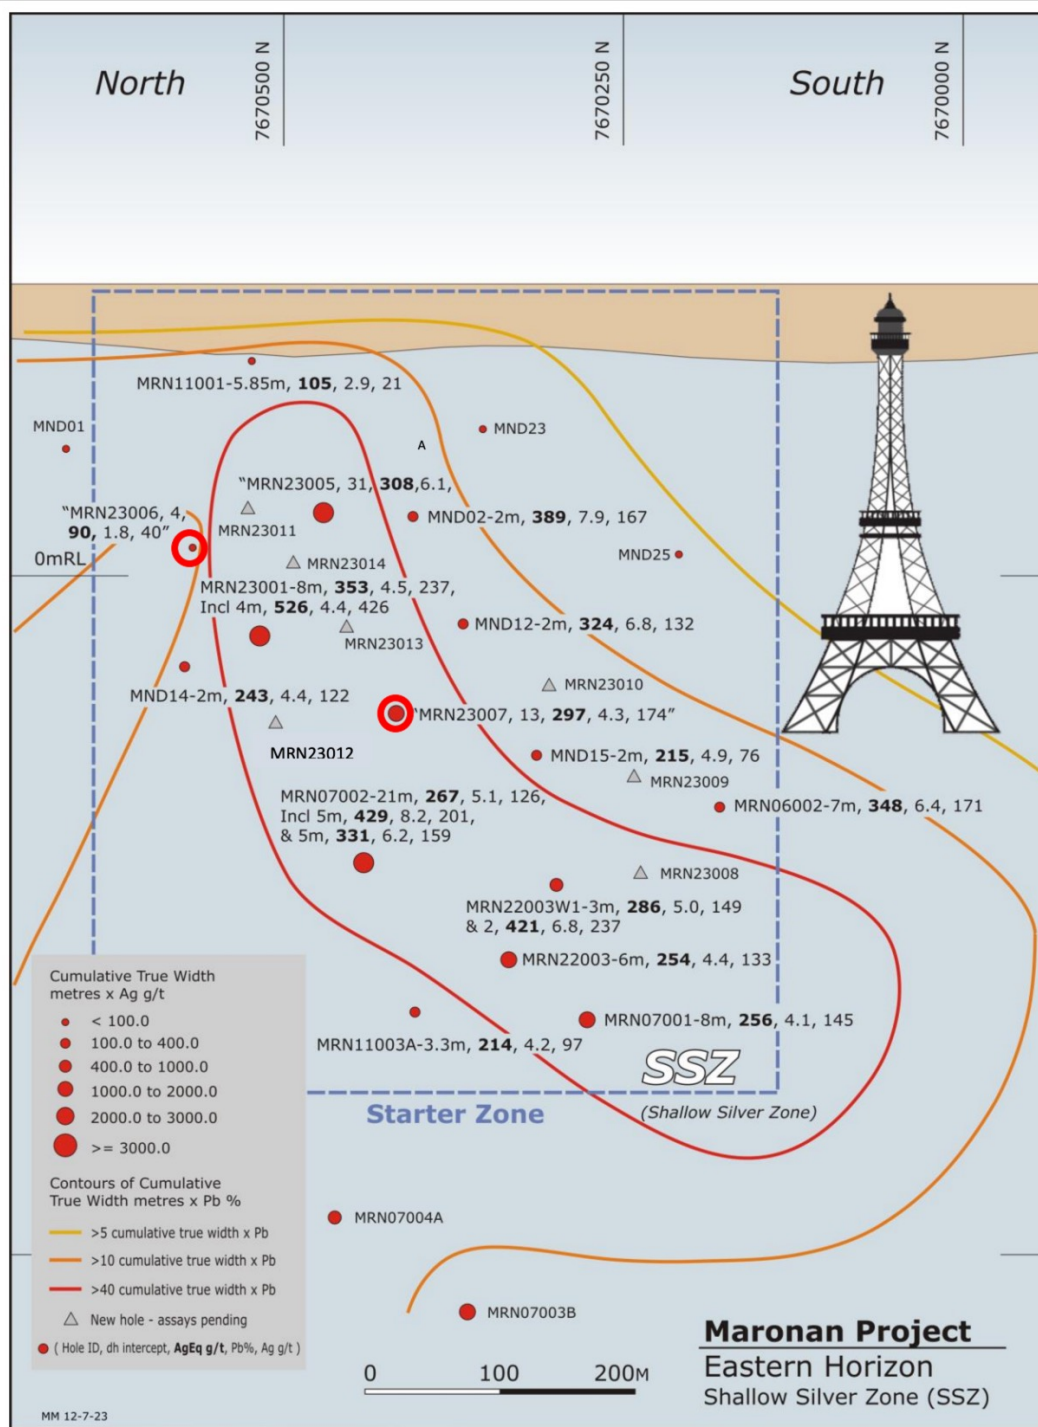 North
7670500 N
7670250 N
South
7670000 N
MRN11001-5.85m, 105, 2.9, 21
MND01
MND23
A
"MRN23005, 31, 308,6.1,
"MRN23006, 4,
90, 1.8, 40"
MRN23011
MND02-2m, 389, 7.9, 167
0mRL
MRN23014
MND25
MRN23001-8m, 353, 4.5, 237,
Incl 4m, 526, 4.4, 426
MND12-2m, 324, 6.8, 132
MRN23013
MND14-2m, 243, 4.4, 122
MRN23010
"MRN23007, 13, 297, 4.3, 174"
MRN23012
MND15-2m, 215, 4.9, 76
MRN23009
MRN07002-21m, 267, 5.1, 126,
Incl 5m, 429, 8.2, 201,
& 5m, 331, 6.2, 159
MRN06002-7m, 348, 6.4, 171
MRN23008
MRN22003W1-3m, 286, 5.0, 149
& 2, 421, 6.8, 237
MRN22003-6m, 254, 4.4, 133
MRN07001-8m, 256, 4.1, 145
MRN11003A-3.3m, 214, 4.2, 97
SSZ
(Shallow Silver Zone)
Starter Zone
Cumulative True Width
metres x Ag g/t
< 100.0
100.0 to 400.0
400.0 to 1000.0
1000.0 to 2000.0
2000.0 to 3000.0
>= 3000.0
Contours of Cumulative
True Width metres x Pb %
>5 cumulative true width x Pb
>10 cumulative true width x Pb
>40 cumulative true width x Pb
New hole - assays pending
( Hole ID, dh intercept, AgEq g/t, Pb%, Ag g/t )
MRN07004A
MRN07003B
0 100 200M
Maronan Project
Eastern Horizon
Shallow Silver Zone (SSZ)
MM 12-7-23